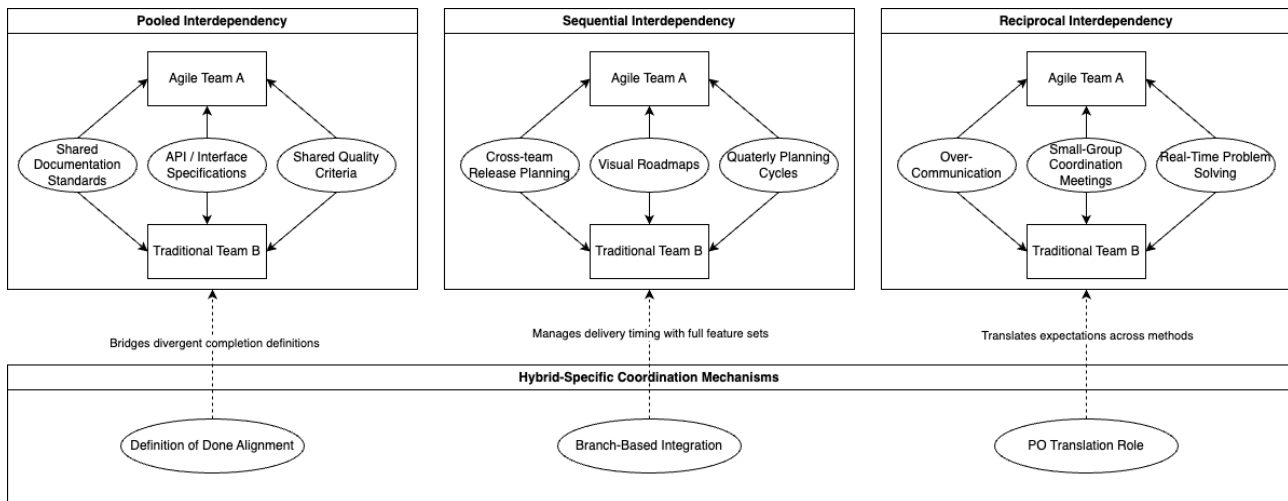 Pooled Interdependency
Agile Team A
Shared
Documentation
Standards
API / Interface
Specifications
Shared Quality
Criteria
Traditional Team B
Sequential Interdependency
Agile Team A
Cross-team
Release Planning
Visual Roadmaps
Quaterly Planning
Cycles
Traditional Team B
Reciprocal Interdependency
Agile Team A
Over-
Communication
Small-Group
Coordination
Meetings
Real-Time Problem
Solving
Traditional Team B
Bridges divergent completion definitions
Manages delivery timing with full feature sets
Translates expectations across methods
Hybrid-Specific Coordination Mechanisms
Definition of Done Alignment
Branch-Based Integration
PO Translation Role